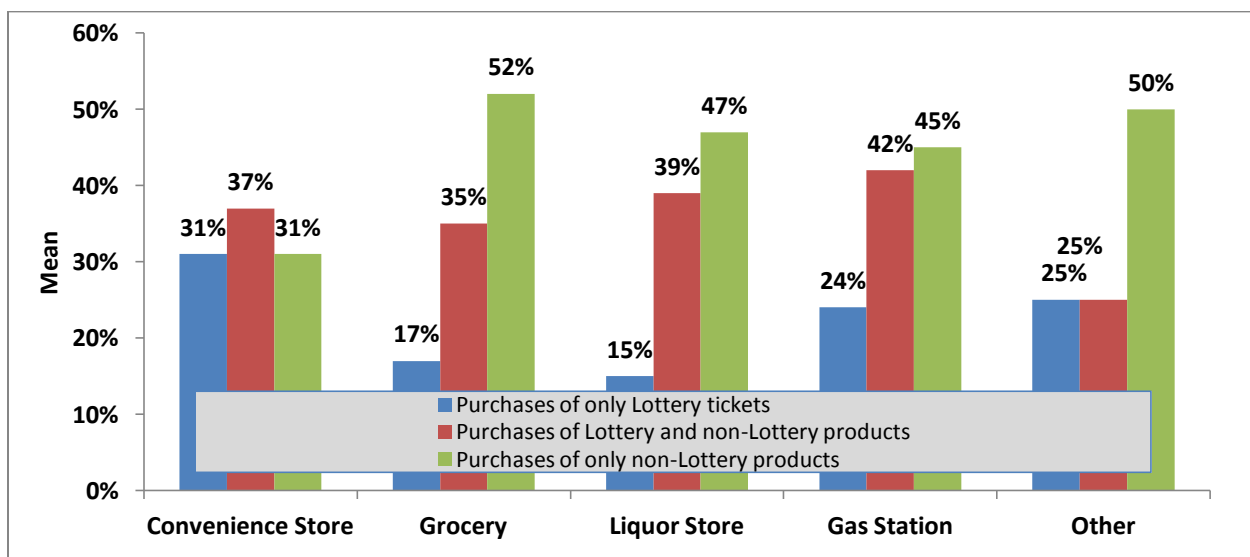 60%
50%
40%
30%
20%
10%
0%
Mean
31%
37%
31%
17%
35%
52%
15%
39%
47%
24%
42%
45%
25%
25%
50%
Purchases of only Lottery tickets
Purchases of Lottery and non-Lottery products
Purchases of only non-Lottery products
Convenience Store
Grocery
Liquor Store
Gas Station
Other